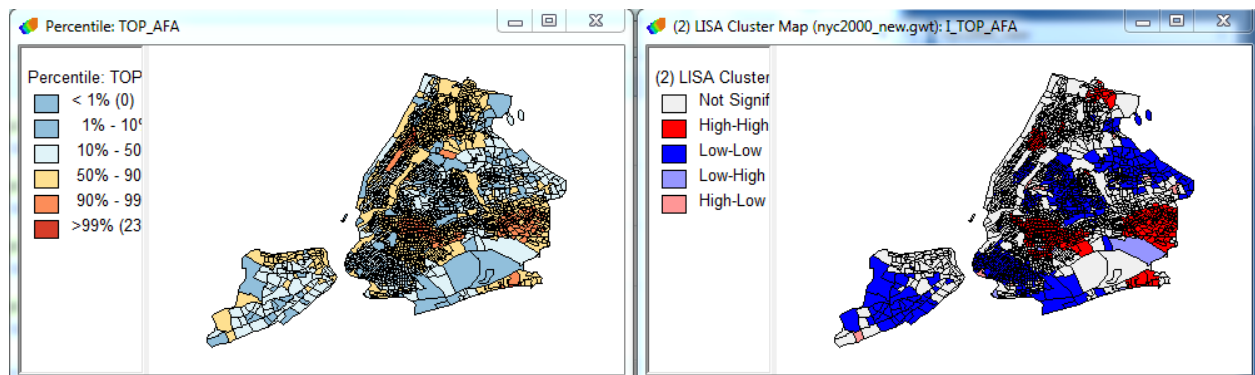 Percentile: TOP_AFA
Percentile: TOP
< 1% (0)
1% - 10
10% - 50
50% - 90
90% - 99
>99% (23
(2) LISA Cluster Map (nyc2000_new.gwt): I_TOP_AFA
(2) LISA Cluster
Not Signif
High-High
Low-Low
Low-High
High-Low